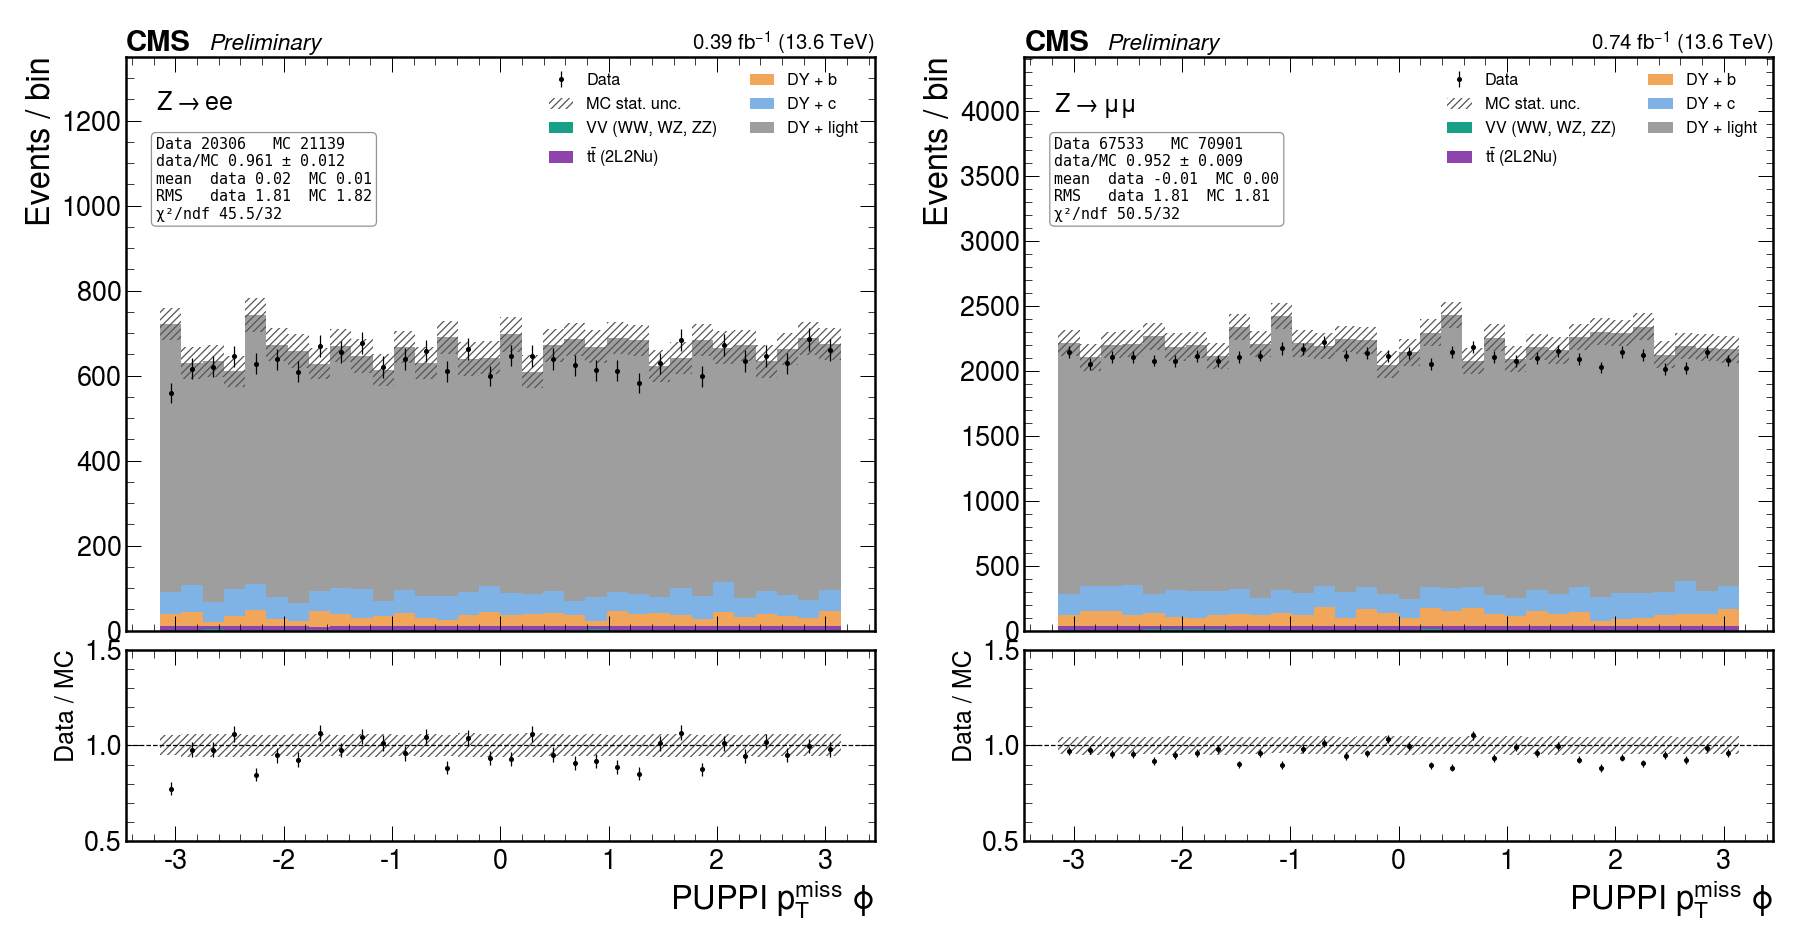 CMS Preliminary 0.39 fb⁻¹ (13.6 TeV)
Events / bin
Z → ee
Data 20306 MC 21139
data/MC 0.961 ± 0.012
mean data 0.02 MC 0.01
RMS data 1.81 MC 1.82
χ²/ndf 45.5/32
Data
MC stat. unc.
VV (WW, WZ, ZZ)
tt̄ (2L2Nu)
DY + b
DY + c
DY + light
1200
1000
800
600
400
200
0
Data / MC
1.5
1.0
0.5
-3 -2 -1 0 1 2 3
PUPPI p_T^miss ϕ
CMS Preliminary 0.74 fb⁻¹ (13.6 TeV)
Events / bin
Z → μμ
Data 67533 MC 70901
data/MC 0.952 ± 0.009
mean data -0.01 MC 0.00
RMS data 1.81 MC 1.81
χ²/ndf 50.5/32
Data
MC stat. unc.
VV (WW, WZ, ZZ)
tt̄ (2L2Nu)
DY + b
DY + c
DY + light
4000
3500
3000
2500
2000
1500
1000
500
0
Data / MC
1.5
1.0
0.5
-3 -2 -1 0 1 2 3
PUPPI p_T^miss ϕ